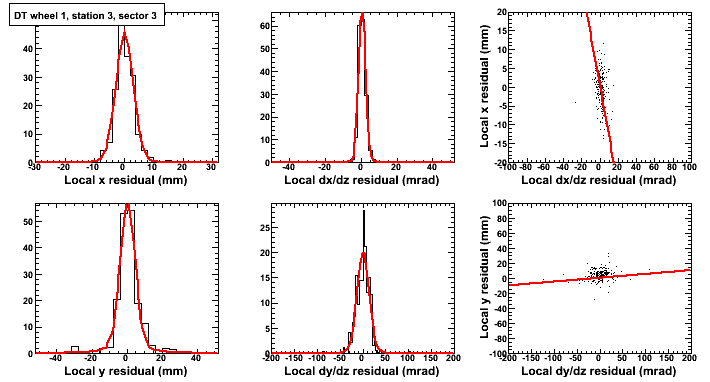 DT wheel 1, station 3, sector 3
40
30
20
10
0
-30 -20 -10 0 10 20 30
Local x residual (mm)
60
50
40
30
20
10
0
-40 -20 0 20 40
Local dx/dz residual (mrad)
Local x residual (mm)
20
15
10
5
0
-5
-10
-15
-20
-100 -80 -60 -40 -20 0 20 40 60 80 100
Local dx/dz residual (mrad)
50
40
30
20
10
0
-40 -20 0 20 40
Local y residual (mm)
25
20
15
10
5
0
-200 -150 -100 -50 0 50 100 150 200
Local dy/dz residual (mrad)
Local y residual (mm)
100
80
60
40
20
0
-20
-40
-60
-80
-100
-200 -150 -100 -50 0 50 100 150 200
Local dy/dz residual (mrad)